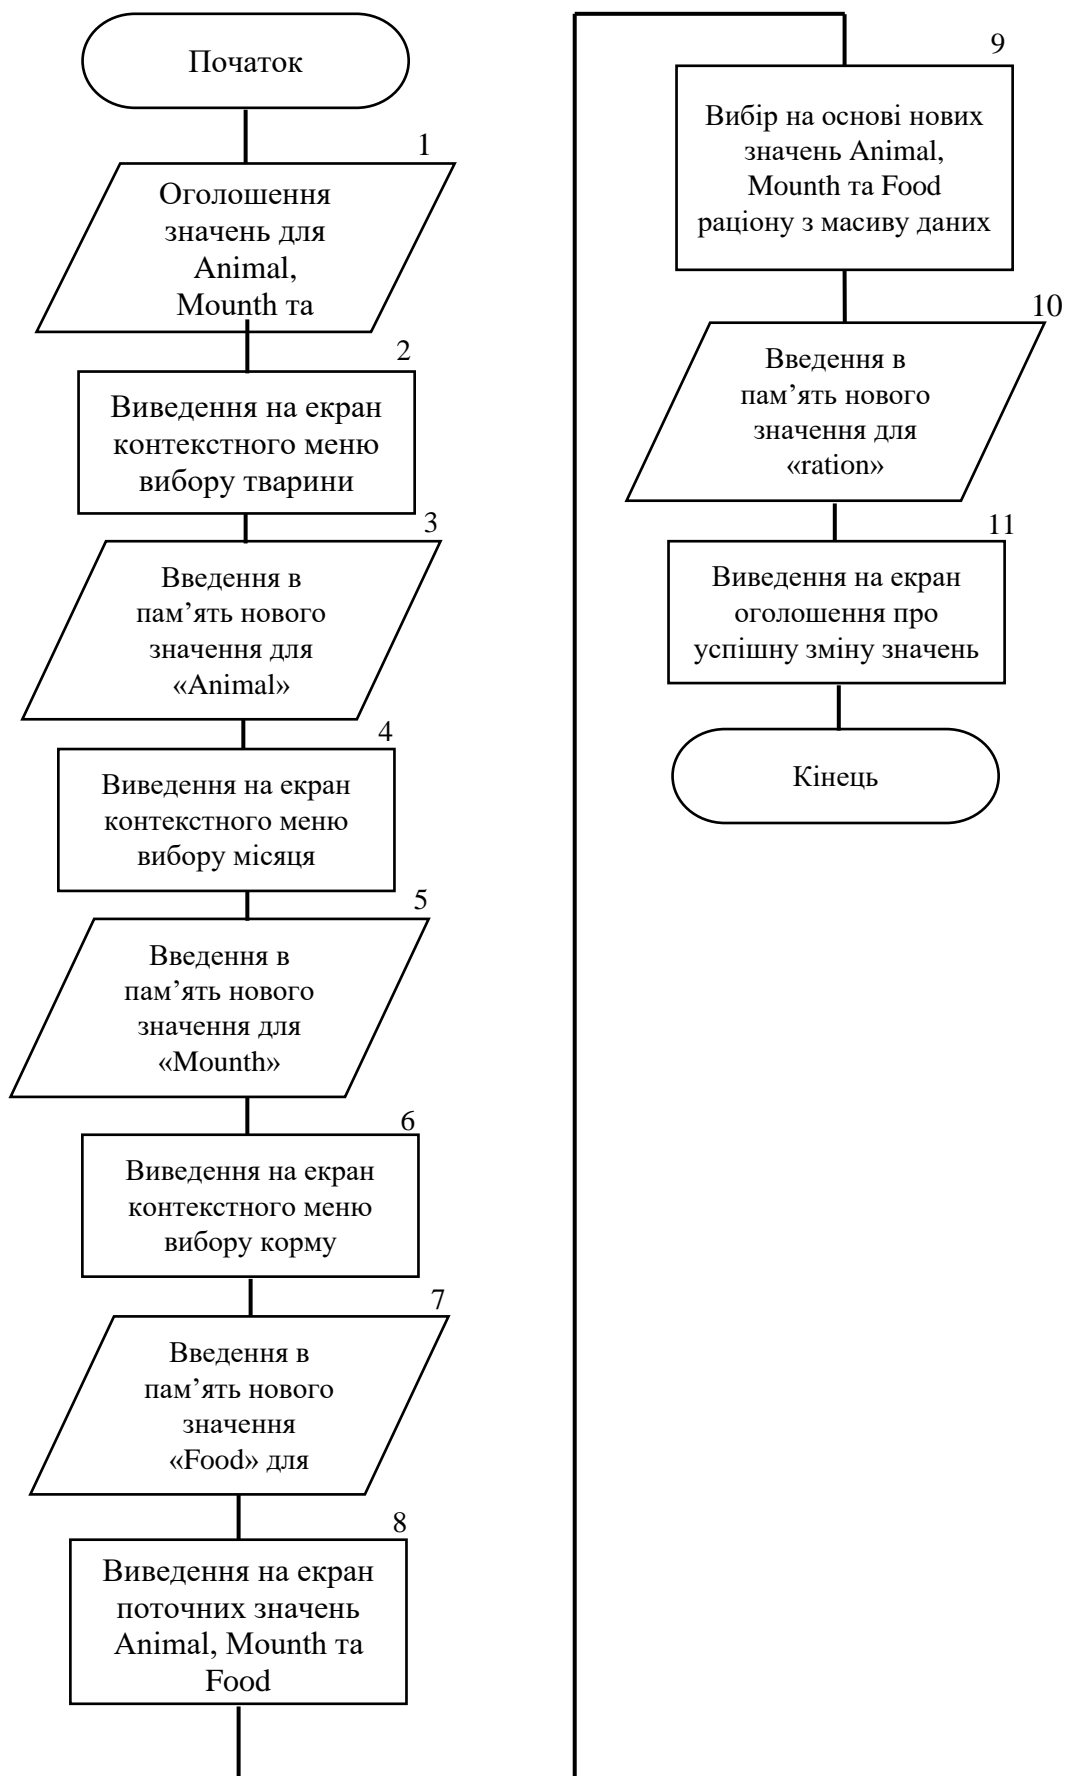 Початок
1
Оголошення
значень для
Animal,
Mounth та
2
Виведення на екран
контекстного меню
вибору тварини
3
Введення в
пам’ять нового
значення для
«Animal»
4
Виведення на екран
контекстного меню
вибору місяця
5
Введення в
пам’ять нового
значення для
«Mounth»
6
Виведення на екран
контекстного меню
вибору корму
7
Введення в
пам’ять нового
значення
«Food» для
8
Виведення на екран
поточних значень
Animal, Mounth та
Food
9
Вибір на основі нових
значень Animal,
Mounth та Food
раціону з масиву даних
10
Введення в
пам’ять нового
значення для
«ration»
11
Виведення на екран
оголошення про
успішну зміну значень
Кінець